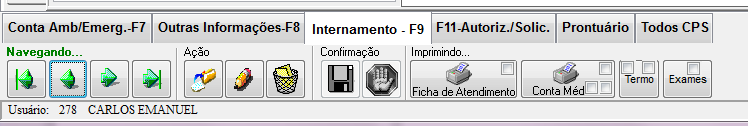 Conta Amb/Emerg.-F7 Outras Informações-F8 Internamento - F9 F11-Autoriz./Solic. Prontuário Todos CPS
Navegando... Ação Confirmação Imprimindo...
Ficha de Atendimento Conta Méd Termo Exames
Usuário: 278 CARLOS EMANUEL